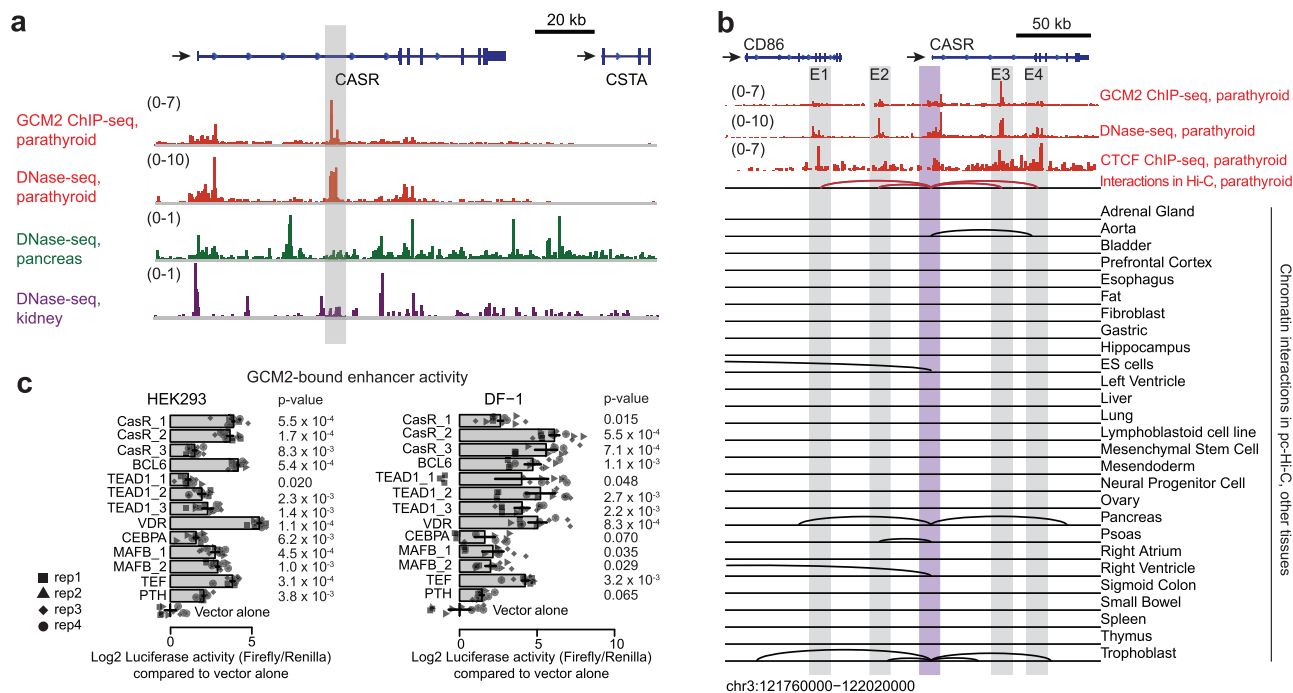 a
20 kb
CASR
CSTA
(0-7)
GCM2 ChIP-seq,
parathyroid
(0-10)
DNase-seq,
parathyroid
(0-1)
DNase-seq,
pancreas
(0-1)
DNase-seq,
kidney
b
50 kb
CD86
CASR
E1
E2
E3
E4
(0-7)
GCM2 ChIP-seq, parathyroid
(0-10)
DNase-seq, parathyroid
(0-7)
CTCF ChIP-seq, parathyroid
Interactions in Hi-C, parathyroid
Adrenal Gland
Aorta
Bladder
Prefrontal Cortex
Esophagus
Fat
Fibroblast
Gastric
Hippocampus
ES cells
Left Ventricle
Liver
Lung
Lymphoblastoid cell line
Mesenchymal Stem Cell
Mesendoderm
Neural Progenitor Cell
Ovary
Pancreas
Psoas
Right Atrium
Right Ventricle
Sigmoid Colon
Small Bowel
Spleen
Thymus
Trophoblast
Chromatin interactions in pc-Hi-C, other tissues
chr3:121760000−122020000
c
GCM2-bound enhancer activity
HEK293
p-value
CasR_1 5.5 x 10-4
CasR_2 1.7 x 10-4
CasR_3 8.3 x 10-3
BCL6 5.4 x 10-4
TEAD1_1 0.020
TEAD1_2 2.3 x 10-3
TEAD1_3 1.4 x 10-3
VDR 1.1 x 10-4
CEBPA 6.2 x 10-3
MAFB_1 4.5 x 10-4
MAFB_2 1.0 x 10-3
TEF 3.1 x 10-4
PTH 3.8 x 10-3
Vector alone
0 5
Log2 Luciferase activity (Firefly/Renilla)
compared to vector alone
rep1
rep2
rep3
rep4
DF−1
p-value
CasR_1 0.015
CasR_2 5.5 x 10-4
CasR_3 7.1 x 10-4
BCL6 1.1 x 10-3
TEAD1_1 0.048
TEAD1_2 2.7 x 10-3
TEAD1_3 2.2 x 10-3
VDR 8.3 x 10-4
CEBPA 0.070
MAFB_1 0.035
MAFB_2 0.029
TEF 3.2 x 10-3
PTH 0.065
Vector alone
0 5 10
Log2 Luciferase activity (Firefly/Renilla)
compared to vector alone